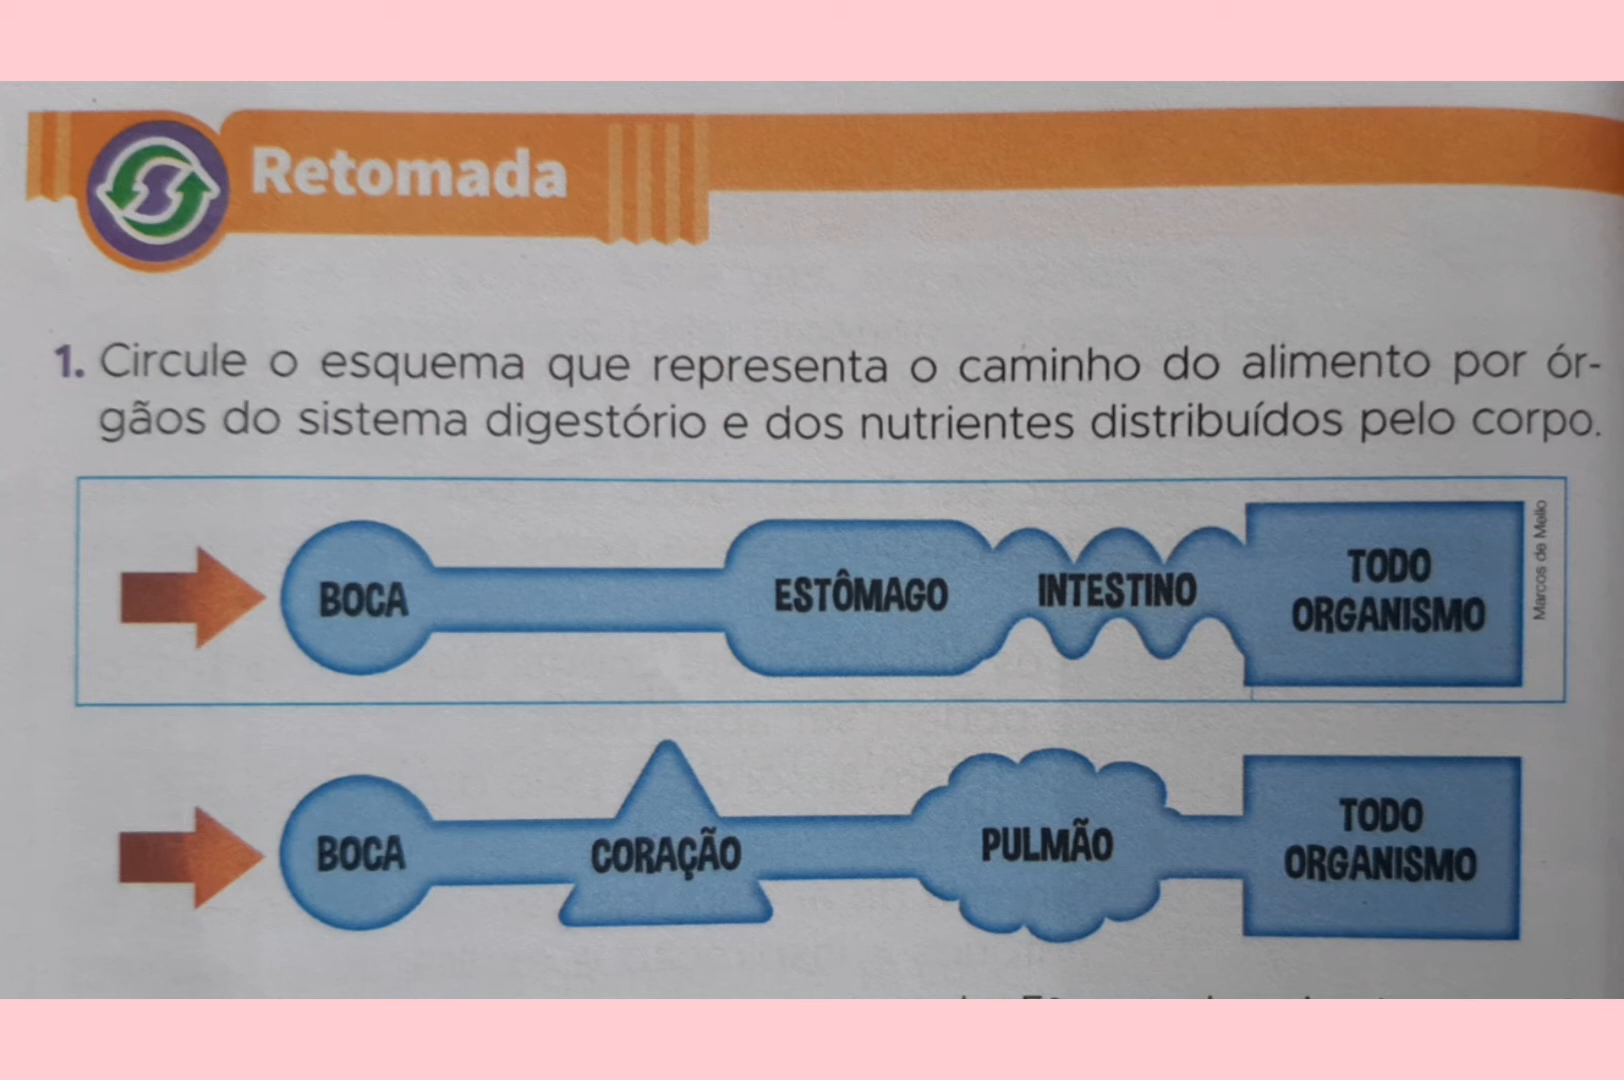 Retomada
1. Circule o esquema que representa o caminho do alimento por ór-
gãos do sistema digestório e dos nutrientes distribuídos pelo corpo.
BOCA
ESTÔMAGO
INTESTINO
TODO
ORGANISMO
Marcos de Mello
BOCA
CORAÇÃO
PULMÃO
TODO
ORGANISMO